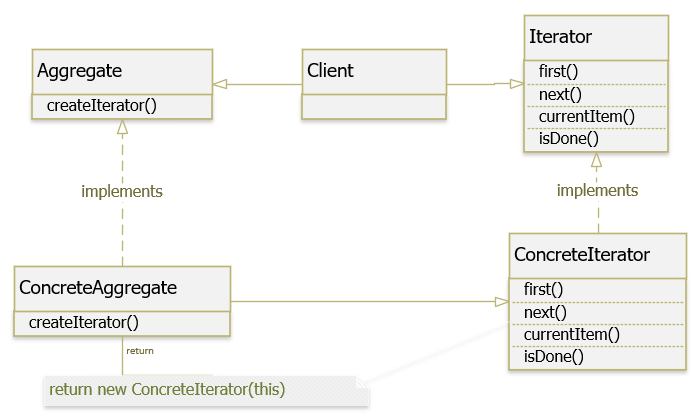 Aggregate
createIterator()
Client
Iterator
first()
next()
currentItem()
isDone()
implements
implements
ConcreteAggregate
createIterator()
ConcreteIterator
first()
next()
currentItem()
isDone()
return
return new ConcreteIterator(this)